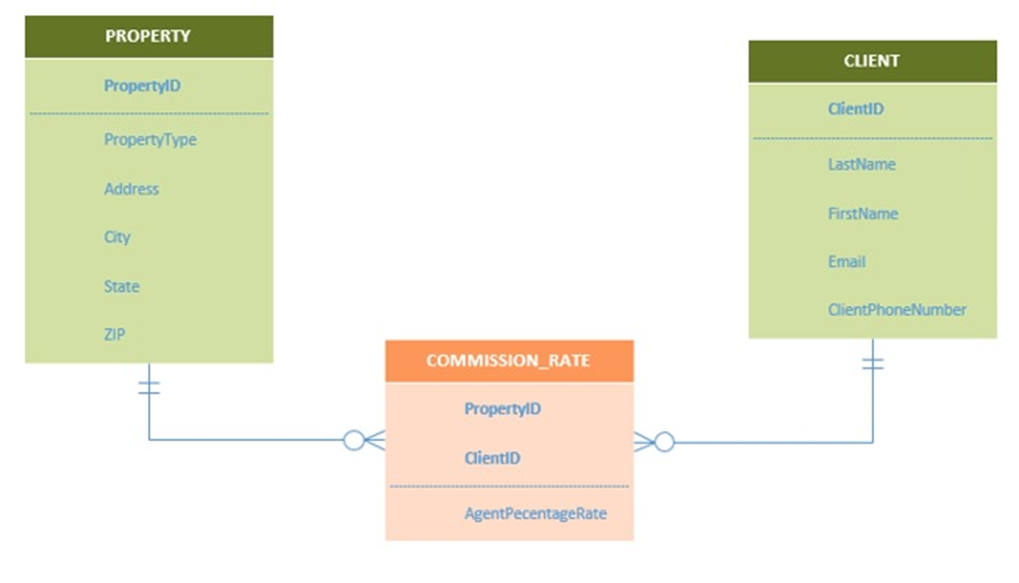 PROPERTY
PropertyID
PropertyType
Address
City
State
ZIP
CLIENT
ClientID
LastName
FirstName
Email
ClientPhoneNumber
COMMISSION_RATE
PropertyID
ClientID
AgentPecentageRate